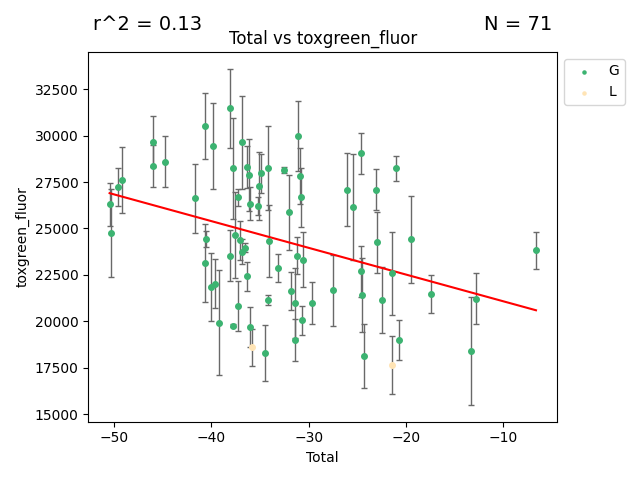 r^2 = 0.13
N = 71
Total vs toxgreen_fluor
G
L
toxgreen_fluor
32500
30000
27500
25000
22500
20000
17500
15000
−50
−40
−30
−20
−10
Total